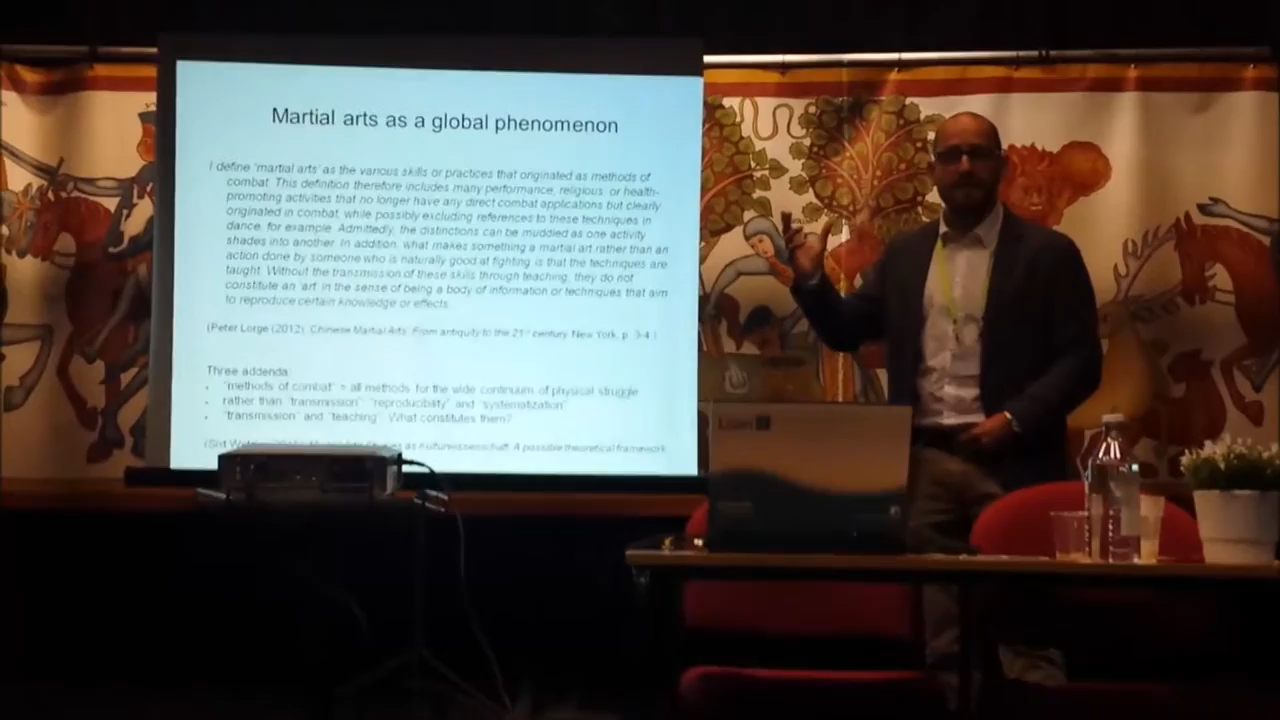 Martial arts as a global phenomenon
I define 'martial arts' as the various skills or practices that originated as methods of
combat. This definition therefore includes many performance, religious, or health-
promoting activities that no longer have any direct combat applications but clearly
originated in combat, while possibly excluding references to these techniques in
dance, for example. Admittedly, the distinctions can be muddied as one activity
shades into another. In addition, what makes something a martial art rather than an
action done by someone who is naturally good at fighting is that the techniques are
taught. Without the transmission of these skills through teaching, they do not
constitute an 'art' in the sense of being a body of information or techniques that aim
to reproduce certain knowledge or effects.
(Peter Lorge (2012): Chinese Martial Arts. From antiquity to the 21st century. New York, p. 3-4.)
Three addenda:
• "methods of combat" = all methods for the wide continuum of physical struggle
• rather than "transmission": "reproducibaty" and "systematization"
• "transmission" and "teaching": What constitutes them?
as Kulturwissenschaft. A possible theoretical framework